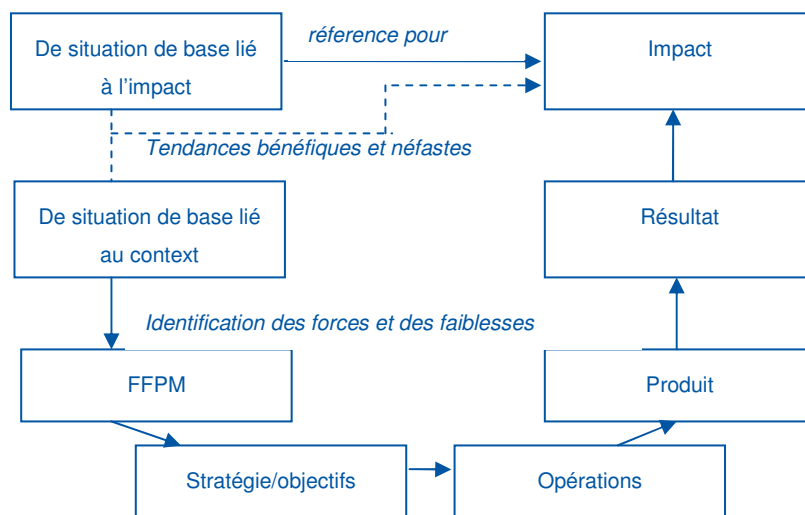 De situation de base lié
à l'impact
réference pour
Impact
Tendances bénéfiques et néfastes
De situation de base lié
au context
Résultat
Identification des forces et des faiblesses
FFPM
Produit
Stratégie/objectifs
Opérations